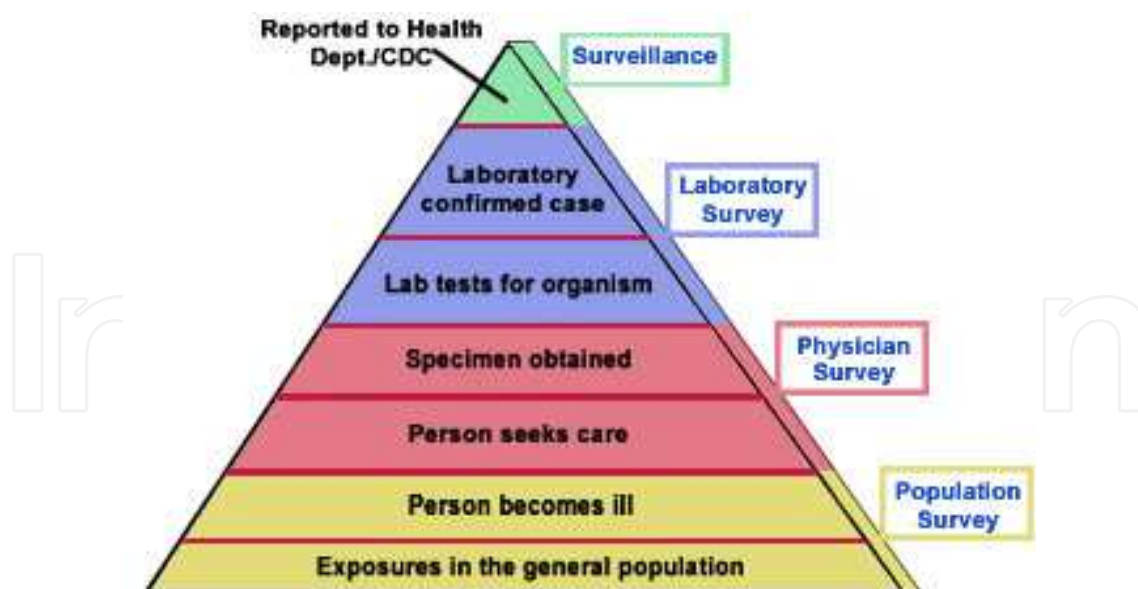 Reported to Health
Dept./CDC
Surveillance
Laboratory
confirmed case
Laboratory
Survey
Lab tests for organism
Specimen obtained
Physician
Survey
Person seeks care
Person becomes ill
Population
Survey
Exposures in the general population